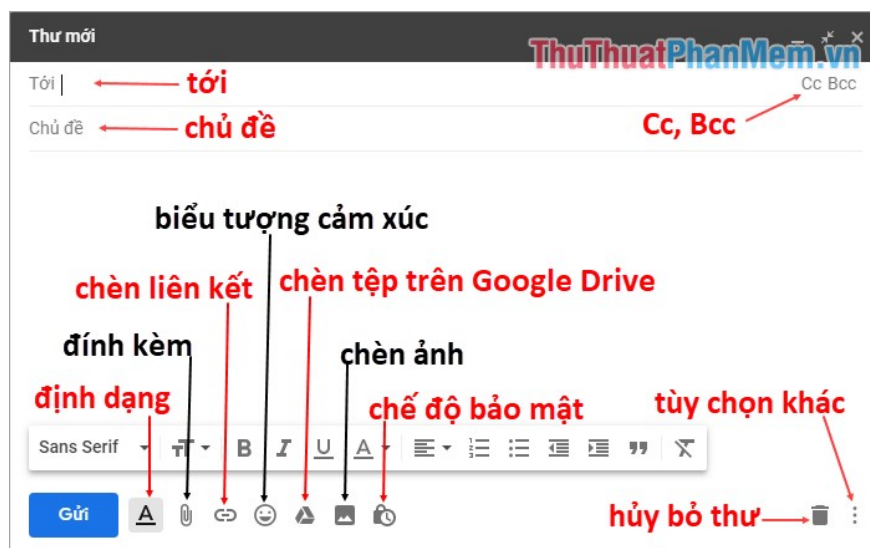 Thư mới
ThuThuatPhanMem.vn
Tới tới Cc Bcc
Chủ đề chủ đề Cc, Bcc
biểu tượng cảm xúc
chèn liên kết chèn tệp trên Google Drive
đính kèm chèn ảnh
định dạng chế độ bảo mật tùy chọn khác
Sans Serif
Gửi hủy bỏ thư